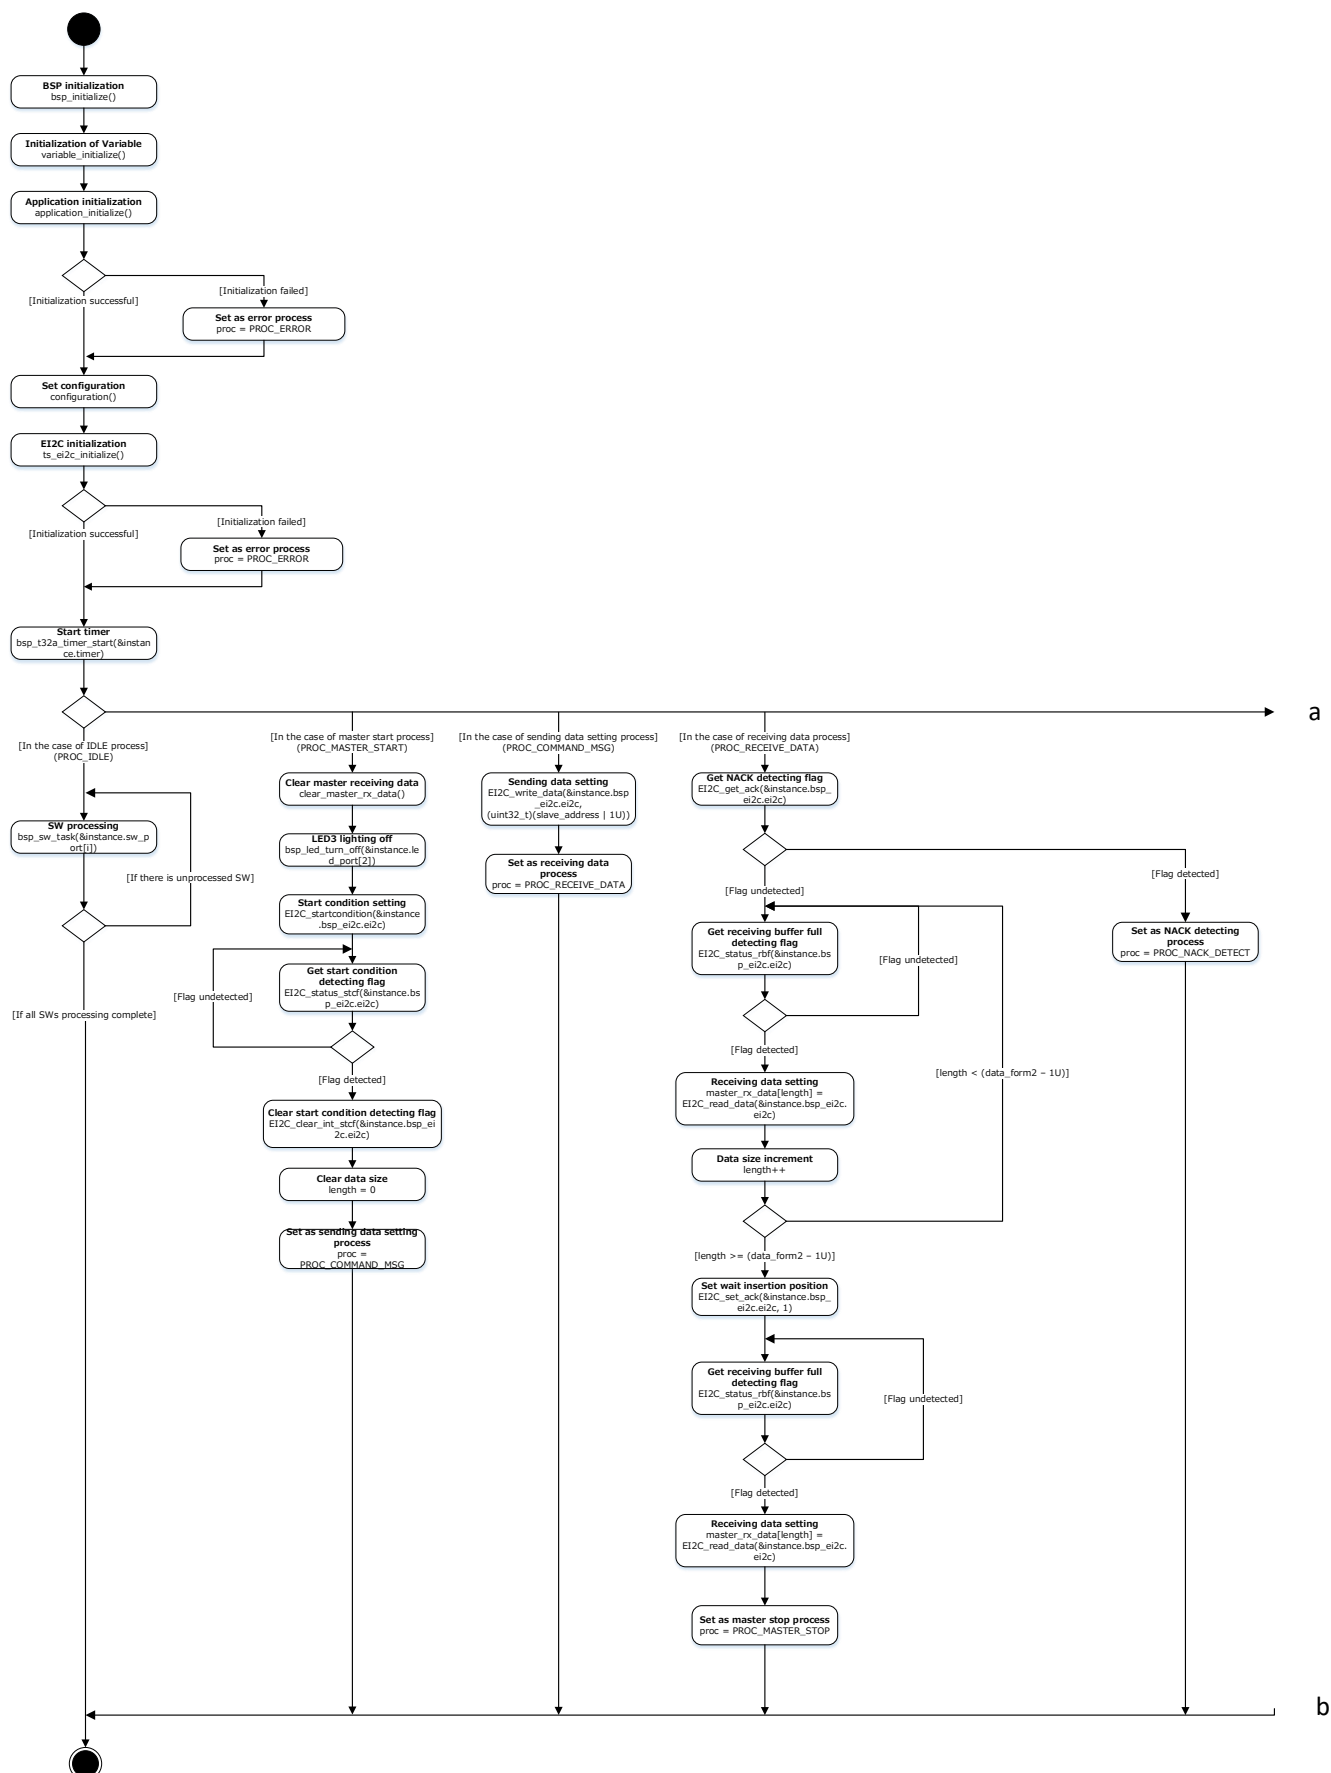 BSP initialization
bsp_initialize()
Initialization of Variable
variable_initialize()
Application initialization
application_initialize()
[Initialization successful]
[Initialization failed]
Set as error process
proc = PROC_ERROR
Set configuration
configuration()
EI2C initialization
ts_ei2c_initialize()
[Initialization successful]
[Initialization failed]
Set as error process
proc = PROC_ERROR
Start timer
bsp_t32a_timer_start(&instan
ce.timer)
a
[In the case of IDLE process]
(PROC_IDLE)
SW processing
bsp_sw_task(&instance.sw_p
ort[i])
[If there is unprocessed SW]
[If all SWs processing complete]
[In the case of master start process]
(PROC_MASTER_START)
Clear master receiving data
clear_master_rx_data()
LED3 lighting off
bsp_led_turn_off(&instance.le
d_port[2])
Start condition setting
EI2C_startcondition(&instance
.bsp_ei2c.ei2c)
Get start condition
detecting flag
EI2C_status_stcf(&instance.bs
p_ei2c.ei2c)
[Flag undetected]
[Flag detected]
Clear start condition detecting flag
EI2C_clear_int_stcf(&instance.bsp_ei
2c.ei2c)
Clear data size
length = 0
Set as sending data setting
process
proc =
PROC_COMMAND_MSG
[In the case of sending data setting process]
(PROC_COMMAND_MSG)
Sending data setting
EI2C_write_data(&instance.bsp
_ei2c.ei2c,
(uint32_t)(slave_address | 1U))
Set as receiving data
process
proc = PROC_RECEIVE_DATA
[In the case of receiving data process]
(PROC_RECEIVE_DATA)
Get NACK detecting flag
EI2C_get_ack(&instance.bsp_
ei2c.ei2c)
[Flag undetected]
[Flag detected]
Set as NACK detecting
process
proc = PROC_NACK_DETECT
Get receiving buffer full
detecting flag
EI2C_status_rbf(&instance.bs
p_ei2c.ei2c)
[Flag undetected]
[Flag detected]
Receiving data setting
master_rx_data[length] =
EI2C_read_data(&instance.bsp_ei2c.
ei2c)
[length < (data_form2 – 1U)]
Data size increment
length++
[length >= (data_form2 – 1U)]
Set wait insertion position
EI2C_set_ack(&instance.bsp_
ei2c.ei2c, 1)
Get receiving buffer full
detecting flag
EI2C_status_rbf(&instance.bs
p_ei2c.ei2c)
[Flag undetected]
[Flag detected]
Receiving data setting
master_rx_data[length] =
EI2C_read_data(&instance.bsp_ei2c.
ei2c)
Set as master stop process
proc = PROC_MASTER_STOP
b